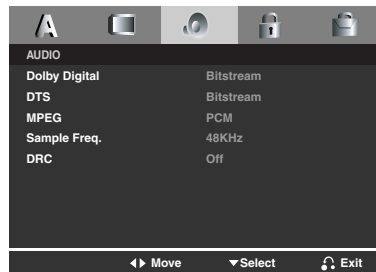 A
AUDIO
Dolby Digital Bitstream
DTS Bitstream
MPEG PCM
Sample Freq. 48KHz
DRC Off
Move Select Exit